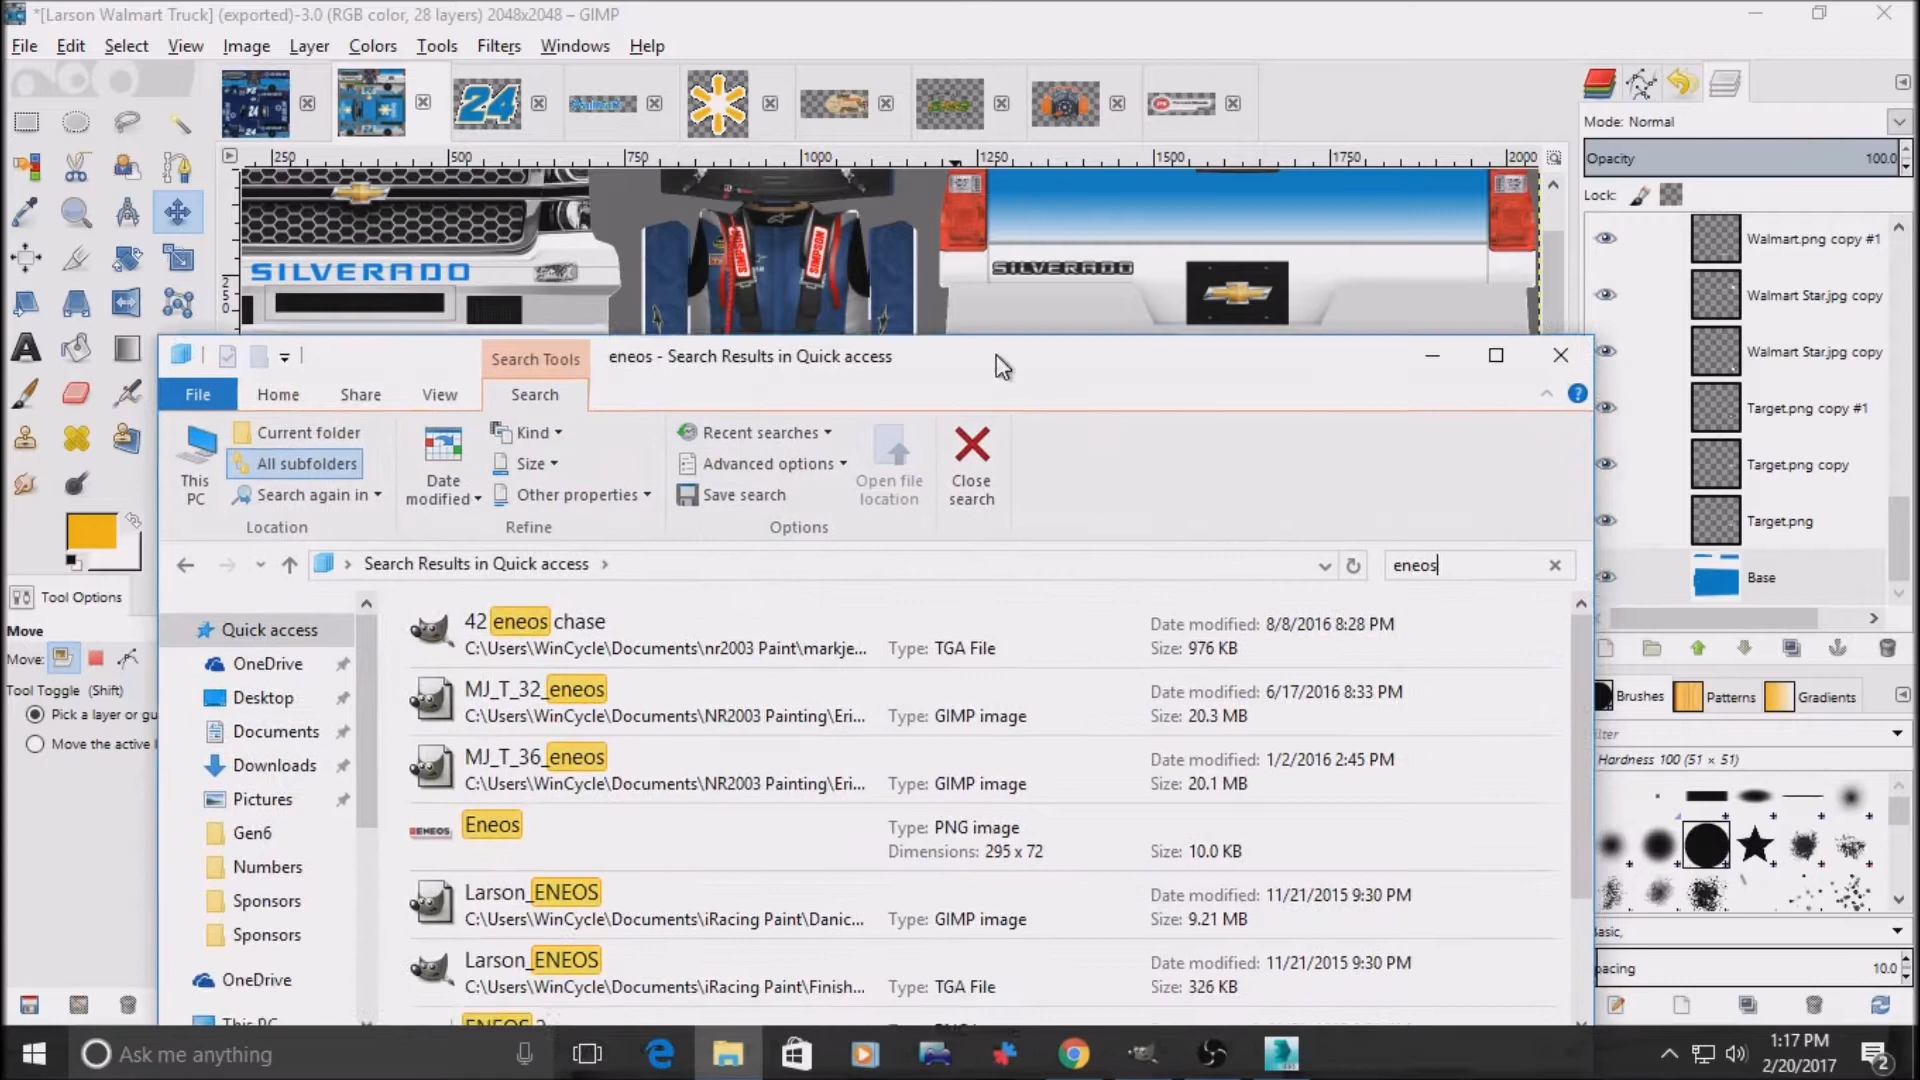 *[Larson Walmart Truck] (exported)-3.0 (RGB color, 28 layers) 2048x2048 – GIMP
File Edit Select View Image Layer Colors Tools Filters Windows Help
24
Walmart
Mode: Normal
250 500 750 1000 1250 1500 1750 2000
Opacity 100.0
Lock:
SIMPSON SIMPSON
Walmart.png copy #1
SILVERADO
SILVERADO
250
Walmart Star.jpg copy
Walmart Star.jpg copy
Search Tools
eneos - Search Results in Quick access
File Home Share View Search
Target.png copy #1
Current folder
Kind
Recent searches
All subfolders
Size
Advanced options
Target.png copy
This PC
Search again in
Date modified
Other properties
Save search
Open file location
Close search
Location Refine Options
Target.png
Search Results in Quick access
eneos
Base
Tool Options
Move
Move:
Tool Toggle (Shift)
Pick a layer or gu
Move the active l
Quick access
OneDrive
Desktop
Documents
Downloads
Pictures
Gen6
Numbers
Sponsors
Sponsors
OneDrive
This PC
42 eneos chase
Date modified: 8/8/2016 8:28 PM
C:\Users\WinCycle\Documents\nr2003 Paint\markje...
Type: TGA File
Size: 976 KB
MJ_T_32_eneos
Date modified: 6/17/2016 8:33 PM
C:\Users\WinCycle\Documents\NR2003 Painting\Eri...
Type: GIMP image
Size: 20.3 MB
MJ_T_36_eneos
Date modified: 1/2/2016 2:45 PM
C:\Users\WinCycle\Documents\NR2003 Painting\Eri...
Type: GIMP image
Size: 20.1 MB
ENEOS
Eneos
Type: PNG image
Dimensions: 295 x 72
Size: 10.0 KB
Larson_ENEOS
Date modified: 11/21/2015 9:30 PM
C:\Users\WinCycle\Documents\iRacing Paint\Danic...
Type: GIMP image
Size: 9.21 MB
Larson_ENEOS
Date modified: 11/21/2015 9:30 PM
C:\Users\WinCycle\Documents\iRacing Paint\Finish...
Type: TGA File
Size: 326 KB
ENEOS 2
Brushes Patterns Gradients
ilter
Hardness 100 (51 × 51)
asic,
pacing 10.0
Ask me anything
1:17 PM
2/20/2017
2